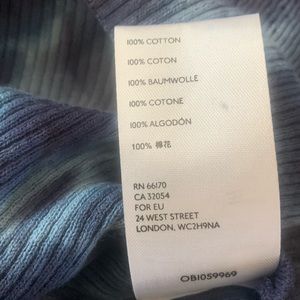 100% COTTON
100% COTON
100% BAUMWOLLE
100% COTONE
100% ALGODÓN
100% 棉花
RN 66170
CA 32054
FOR EU
24 WEST STREET
LONDON, WC2H9NA
OBI059969